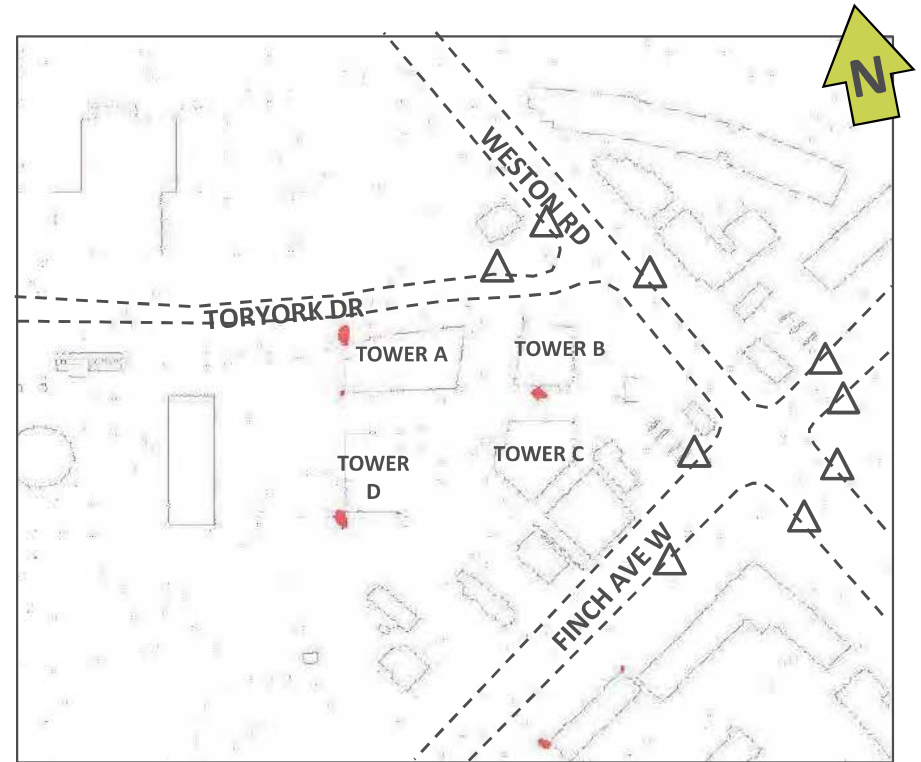 N
WESTON RD
TORYORK DR
TOWER A
TOWER B
TOWER
D
TOWER C
FINCH AVE W